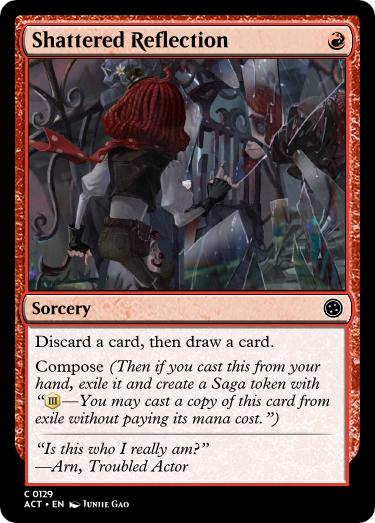 Shattered Reflection
Sorcery
Discard a card, then draw a card.
Compose (Then if you cast this from your
hand, exile it and create a Saga token with
“III—You may cast a copy of this card from
exile without paying its mana cost.”)
“Is this who I really am?”
—Arn, Troubled Actor
C 0129
ACT • EN Junjie Gao